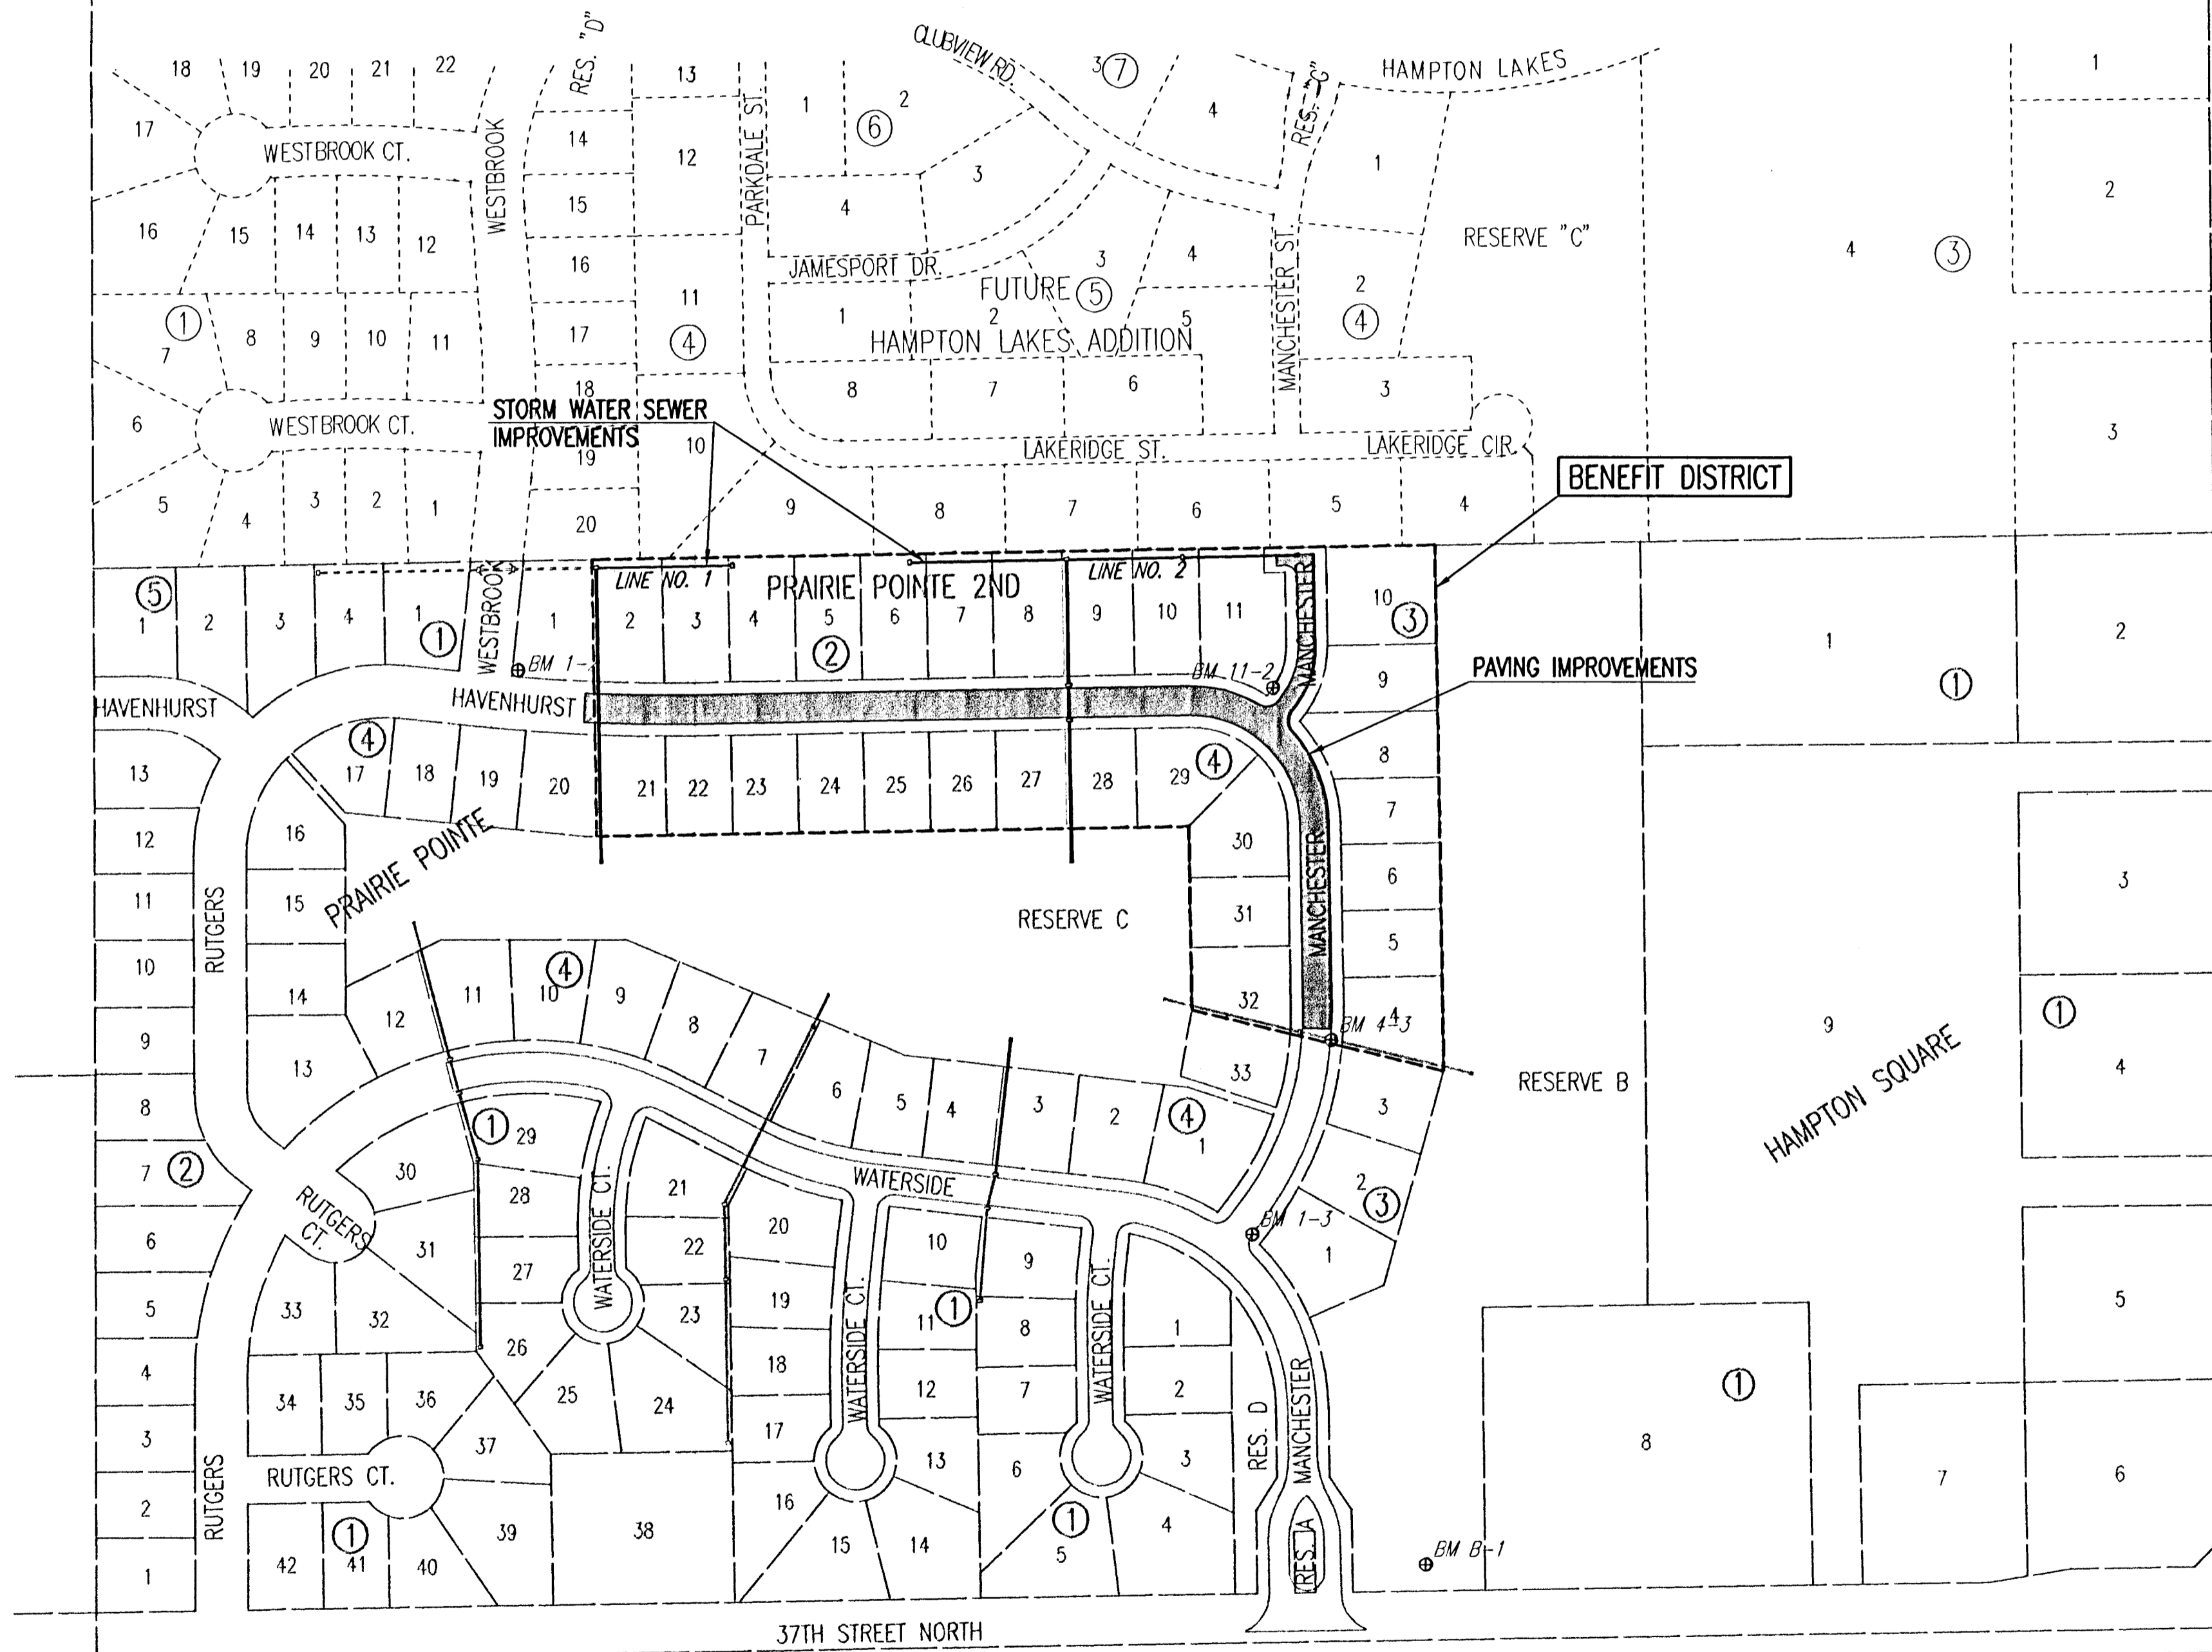 18 19 20 21 22
RES. "D"
13
CLUBVIEW RD.
3 7
RES. "C"
HAMPTON LAKES
1
17
WESTBROOK CT.
WESTBROOK
14
12
PARKDALE ST.
1
2
6
3
4
1
2
16 15 14 13 12
15
16
4
JAMESPORT DR.
3
4
MANCHESTER ST.
RESERVE "C"
4 3
1
7
8 9 10 11
17
11
4
FUTURE 5
1 2 5
HAMPTON LAKES ADDITION
2
4
18
6
WESTBROOK CT.
STORM WATER SEWER
IMPROVEMENTS
19
10
8 7 6
3
LAKERIDGE ST.
LAKERIDGE CIR.
3
BENEFIT DISTRICT
5 4 3 2 1
20
9 8 7 6 5 4
LINE NO. 1
PRAIRIE POINTE 2ND
LINE NO. 2
5
1 2 3 4 1
1
WESTBROOK
1 2 3 4 5 6 7 8 9 10 11
2
MANCHESTER
10
3
1
2
1
BM 11-2
PAVING IMPROVEMENTS
9
HAVENHURST
HAVENHURST
13
4
17 18 19 20 21 22 23 24 25 26 27 28 29
4
8
7
12
16
PRAIRIE POINTE
30
MANCHESTER
6
3
11
RUTGERS
15
RESERVE C
31
5
10
14
12 11 10 9 8 7
4
32
4
BM 4-3
9
1
HAMPTON SQUARE
9
13
6 5 4 3 2 1
4
33
3
RESERVE B
4
8
1
29
7
2
30
28
WATERSIDE CT.
21
WATERSIDE
2
3
BM 1-3
1
6
RUTGERS
CT.
31
27
22
20
10
9
5
33 32
26
23
19
WATERSIDE CT.
11
1
8
WATERSIDE CT.
1
5
4
34 35 36
25 24
18
12
7
2
RES. D
MANCHESTER
1
8
3
37
17
13
6
3
7
6
RUTGERS
RUTGERS CT.
2
39
38
16
15 14
1
5
4
RES. A
BM B-1
1
42 41 40
1
37TH STREET NORTH